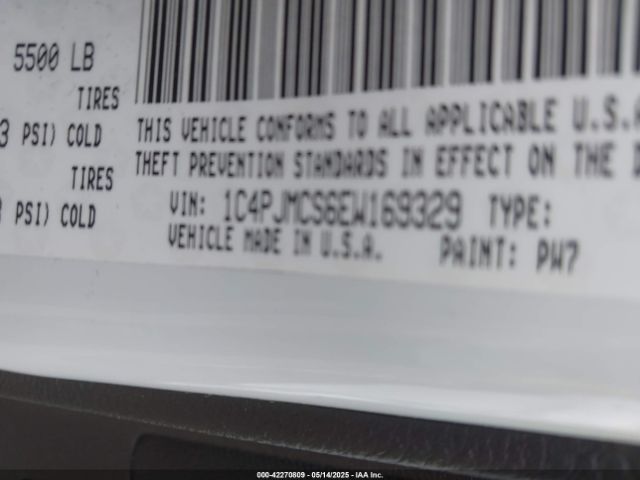 5500 LB
TIRES
3 PSI) COLD
TIRES
PSI) COLD
THIS VEHICLE CONFORMS TO ALL APPLICABLE U.S.A
THEFT PREVENTION STANDARDS IN EFFECT ON THE D
VIN: 1C4PJMCS6EW169329 TYPE:
VEHICLE MADE IN U.S.A. PAINT: PW7
000-42270809 - 05/14/2025 - IAA Inc.